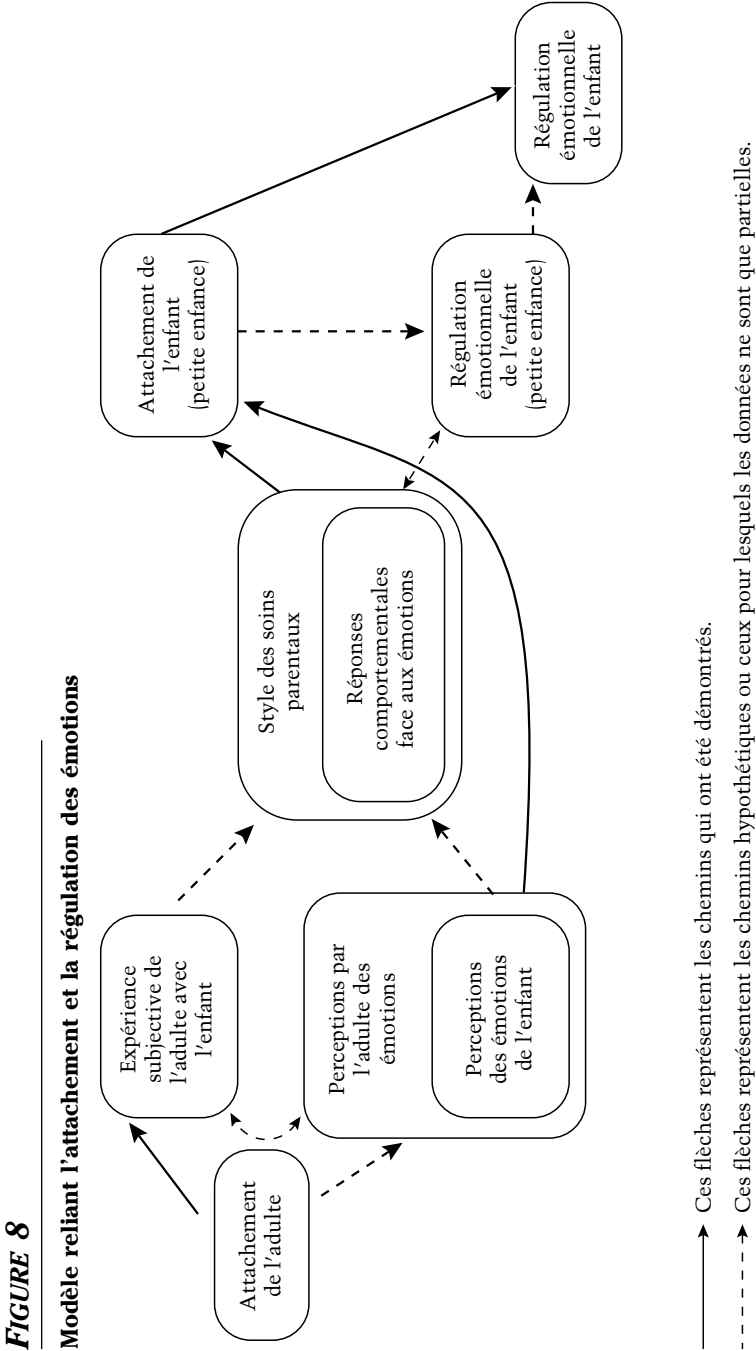 FIGURE 8
Modèle reliant l'attachement et la régulation des émotions
Attachement
de l'adulte
Expérience
subjective de
l'adulte avec
l'enfant
Perceptions par
l'adulte des
émotions
Perceptions
des émotions
de l'enfant
Style des soins
parentaux
Réponses
comportementales
face aux émotions
Attachement de
l'enfant
(petite enfance)
Régulation
émotionnelle
de l'enfant
(petite enfance)
Régulation
émotionnelle
de l'enfant
Ces flèches représentent les chemins qui ont été démontrés.
Ces flèches représentent les chemins hypothétiques ou ceux pour lesquels les données ne sont que partielles.